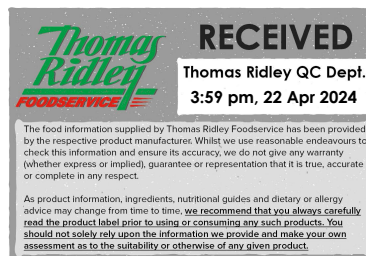 Thomas
Ridley
FOODSERVICE
RECEIVED
Thomas Ridley QC Dept.
3:59 pm, 22 Apr 2024
The food information supplied by Thomas Ridley Foodservice has been provided
by the respective product manufacturer. Whilst we use reasonable endeavours to
check this information and ensure its accuracy, we do not give any warranty
(whether express or implied), guarantee or representation that it is true, accurate
or complete in any respect.
As product information, ingredients, nutritional guides and dietary or allergy
advice may change from time to time, we recommend that you always carefully
read the product label prior to using or consuming any such products. You
should not solely rely upon the information we provide and make your own
assessment as to the suitability or otherwise of any given product.